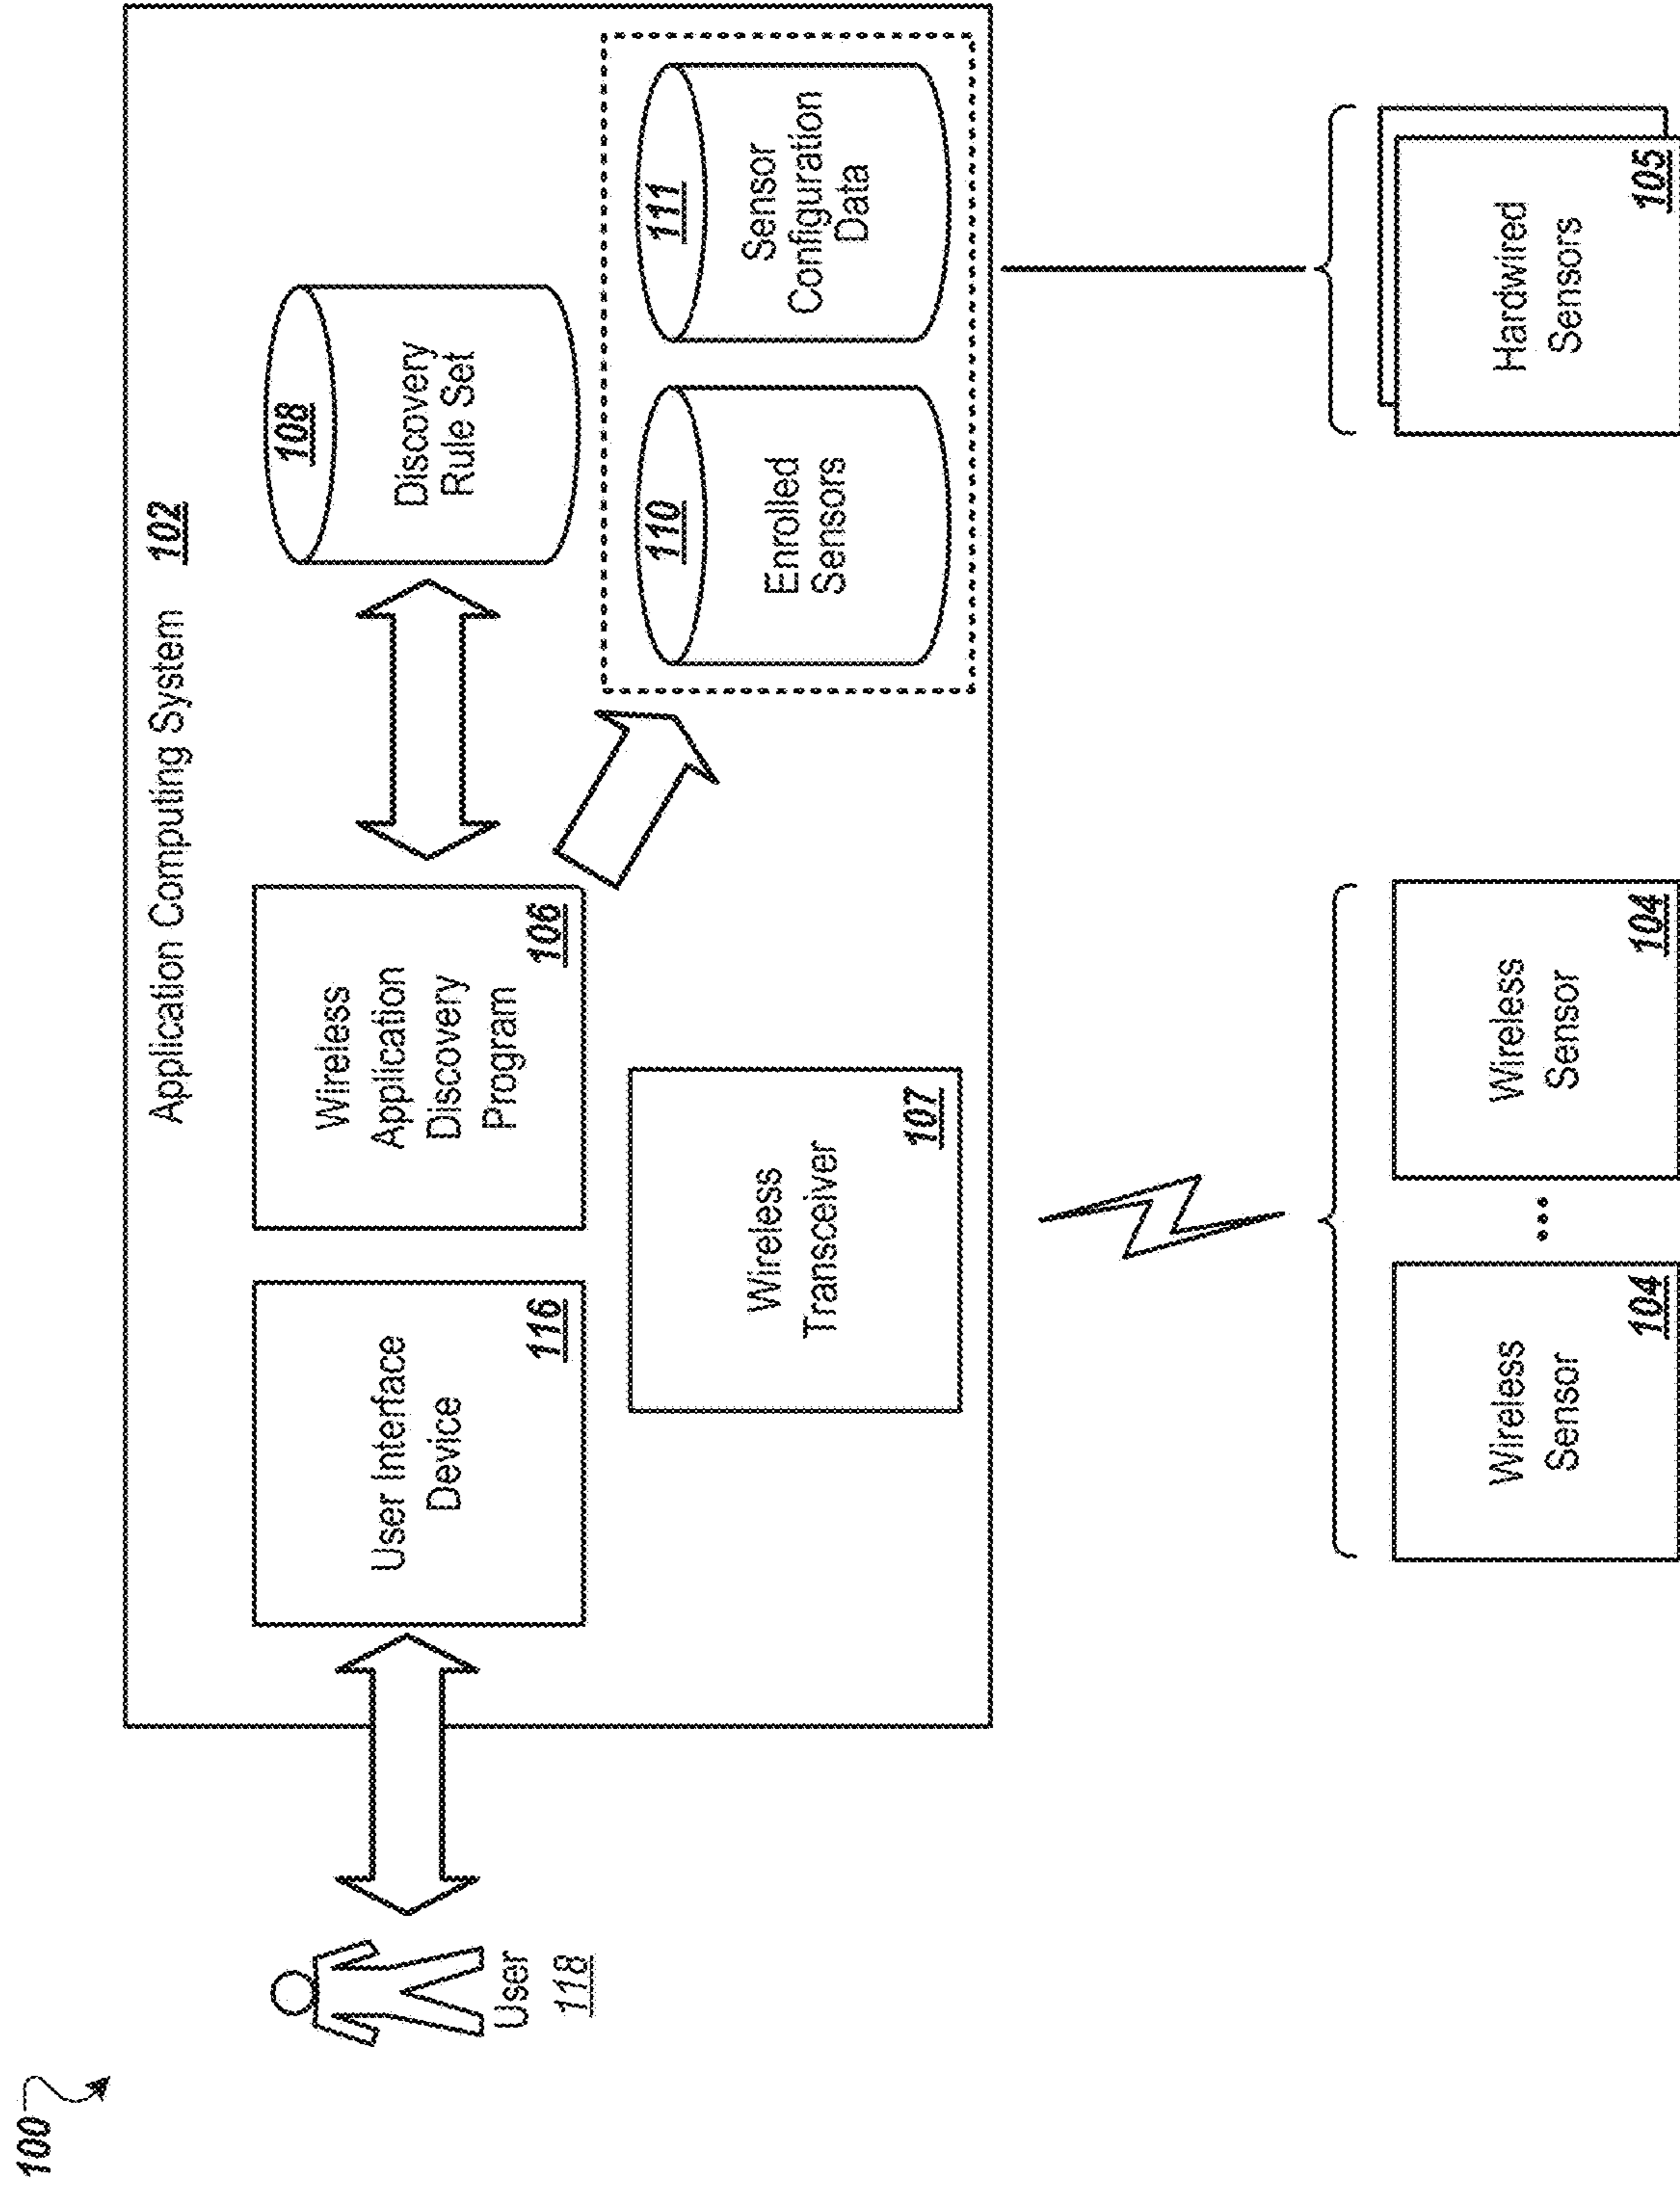 100
Application Computing System 102
User
118
User Interface
Device
116
Wireless
Application
Discovery
Program
106
108
Discovery
Rule Set
Wireless
Transceiver
107
110
Enrolled
Sensors
111
Sensor
Configuration
Data
Wireless
Sensor
104
...
Wireless
Sensor
104
Hardwired
Sensors
105